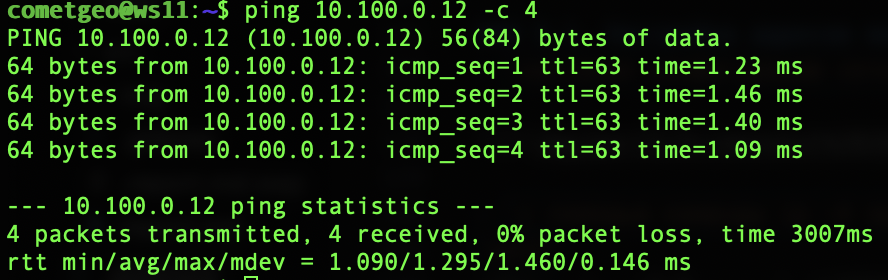 cometgeo@ws11:~$ ping 10.100.0.12 -c 4
PING 10.100.0.12 (10.100.0.12) 56(84) bytes of data.
64 bytes from 10.100.0.12: icmp_seq=1 ttl=63 time=1.23 ms
64 bytes from 10.100.0.12: icmp_seq=2 ttl=63 time=1.46 ms
64 bytes from 10.100.0.12: icmp_seq=3 ttl=63 time=1.40 ms
64 bytes from 10.100.0.12: icmp_seq=4 ttl=63 time=1.09 ms

--- 10.100.0.12 ping statistics ---
4 packets transmitted, 4 received, 0% packet loss, time 3007ms
rtt min/avg/max/mdev = 1.090/1.295/1.460/0.146 ms